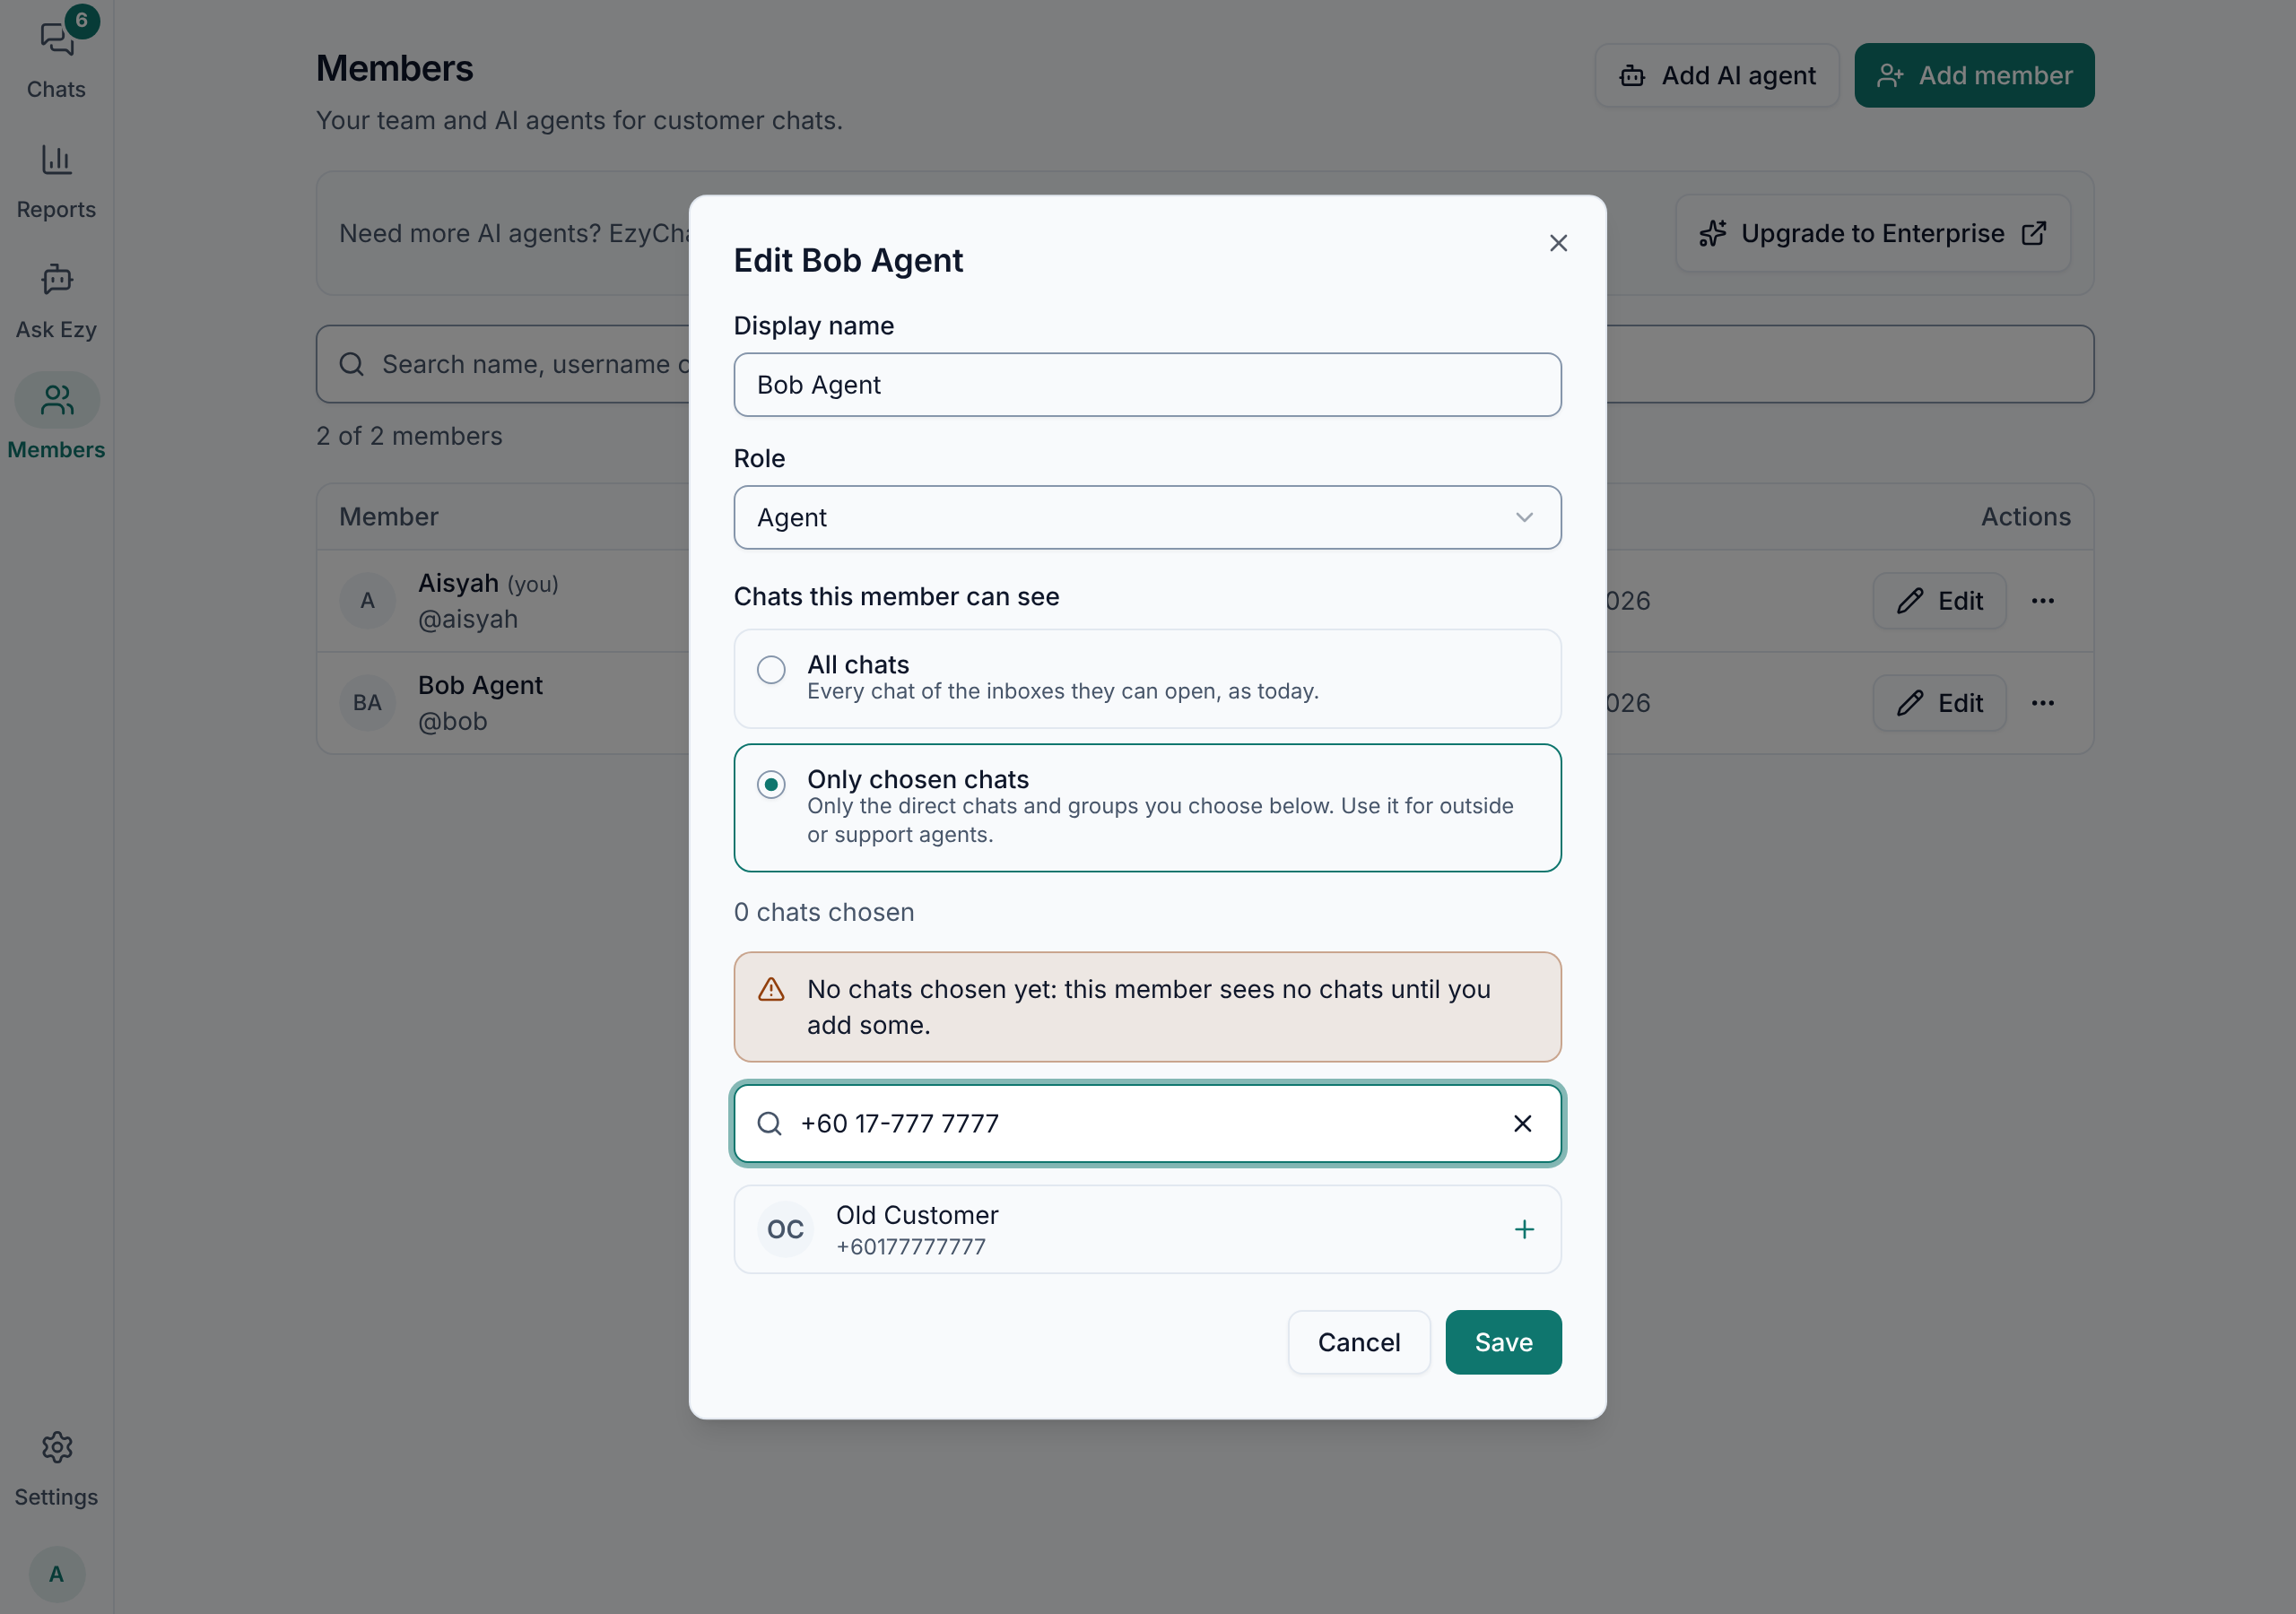 6
Chats
Reports
Ask Ezy
Members
Settings
A
Members
Your team and AI agents for customer chats.
Add AI agent
Add member
Need more AI agents?
Upgrade to Enterprise
Search name, username
2 of 2 members
Member
Actions
A
Aisyah (you)
@aisyah
026
Edit
BA
Bob Agent
@bob
026
Edit
Edit Bob Agent
Display name
Bob Agent
Role
Agent
Chats this member can see
All chats
Every chat of the inboxes they can open, as today.
Only chosen chats
Only the direct chats and groups you choose below. Use it for outside
or support agents.
0 chats chosen
No chats chosen yet: this member sees no chats until you
add some.
+60 17-777 7777
OC
Old Customer
+60177777777
Cancel
Save